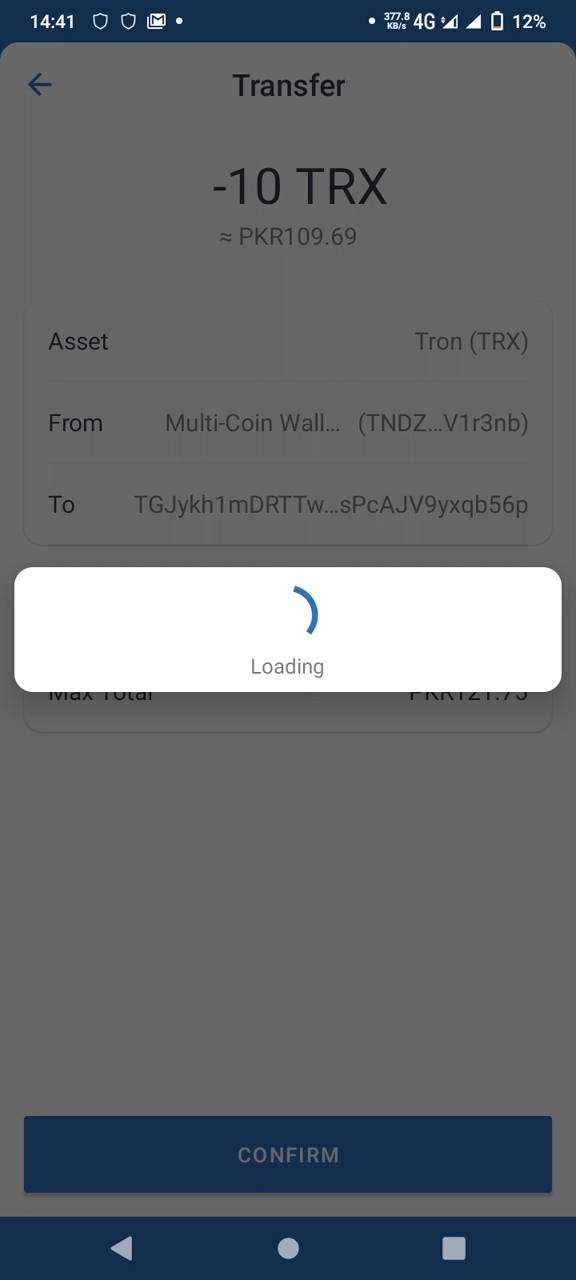 14:41 377.8 KB/s 4G 12%
Transfer
-10 TRX
≈ PKR109.69
Asset Tron (TRX)
From Multi-Coin Wall... (TNDZ...V1r3nb)
To TGJykh1mDRTTw...sPcAJV9yxqb56p
Loading
Max Total PKR121.75
CONFIRM